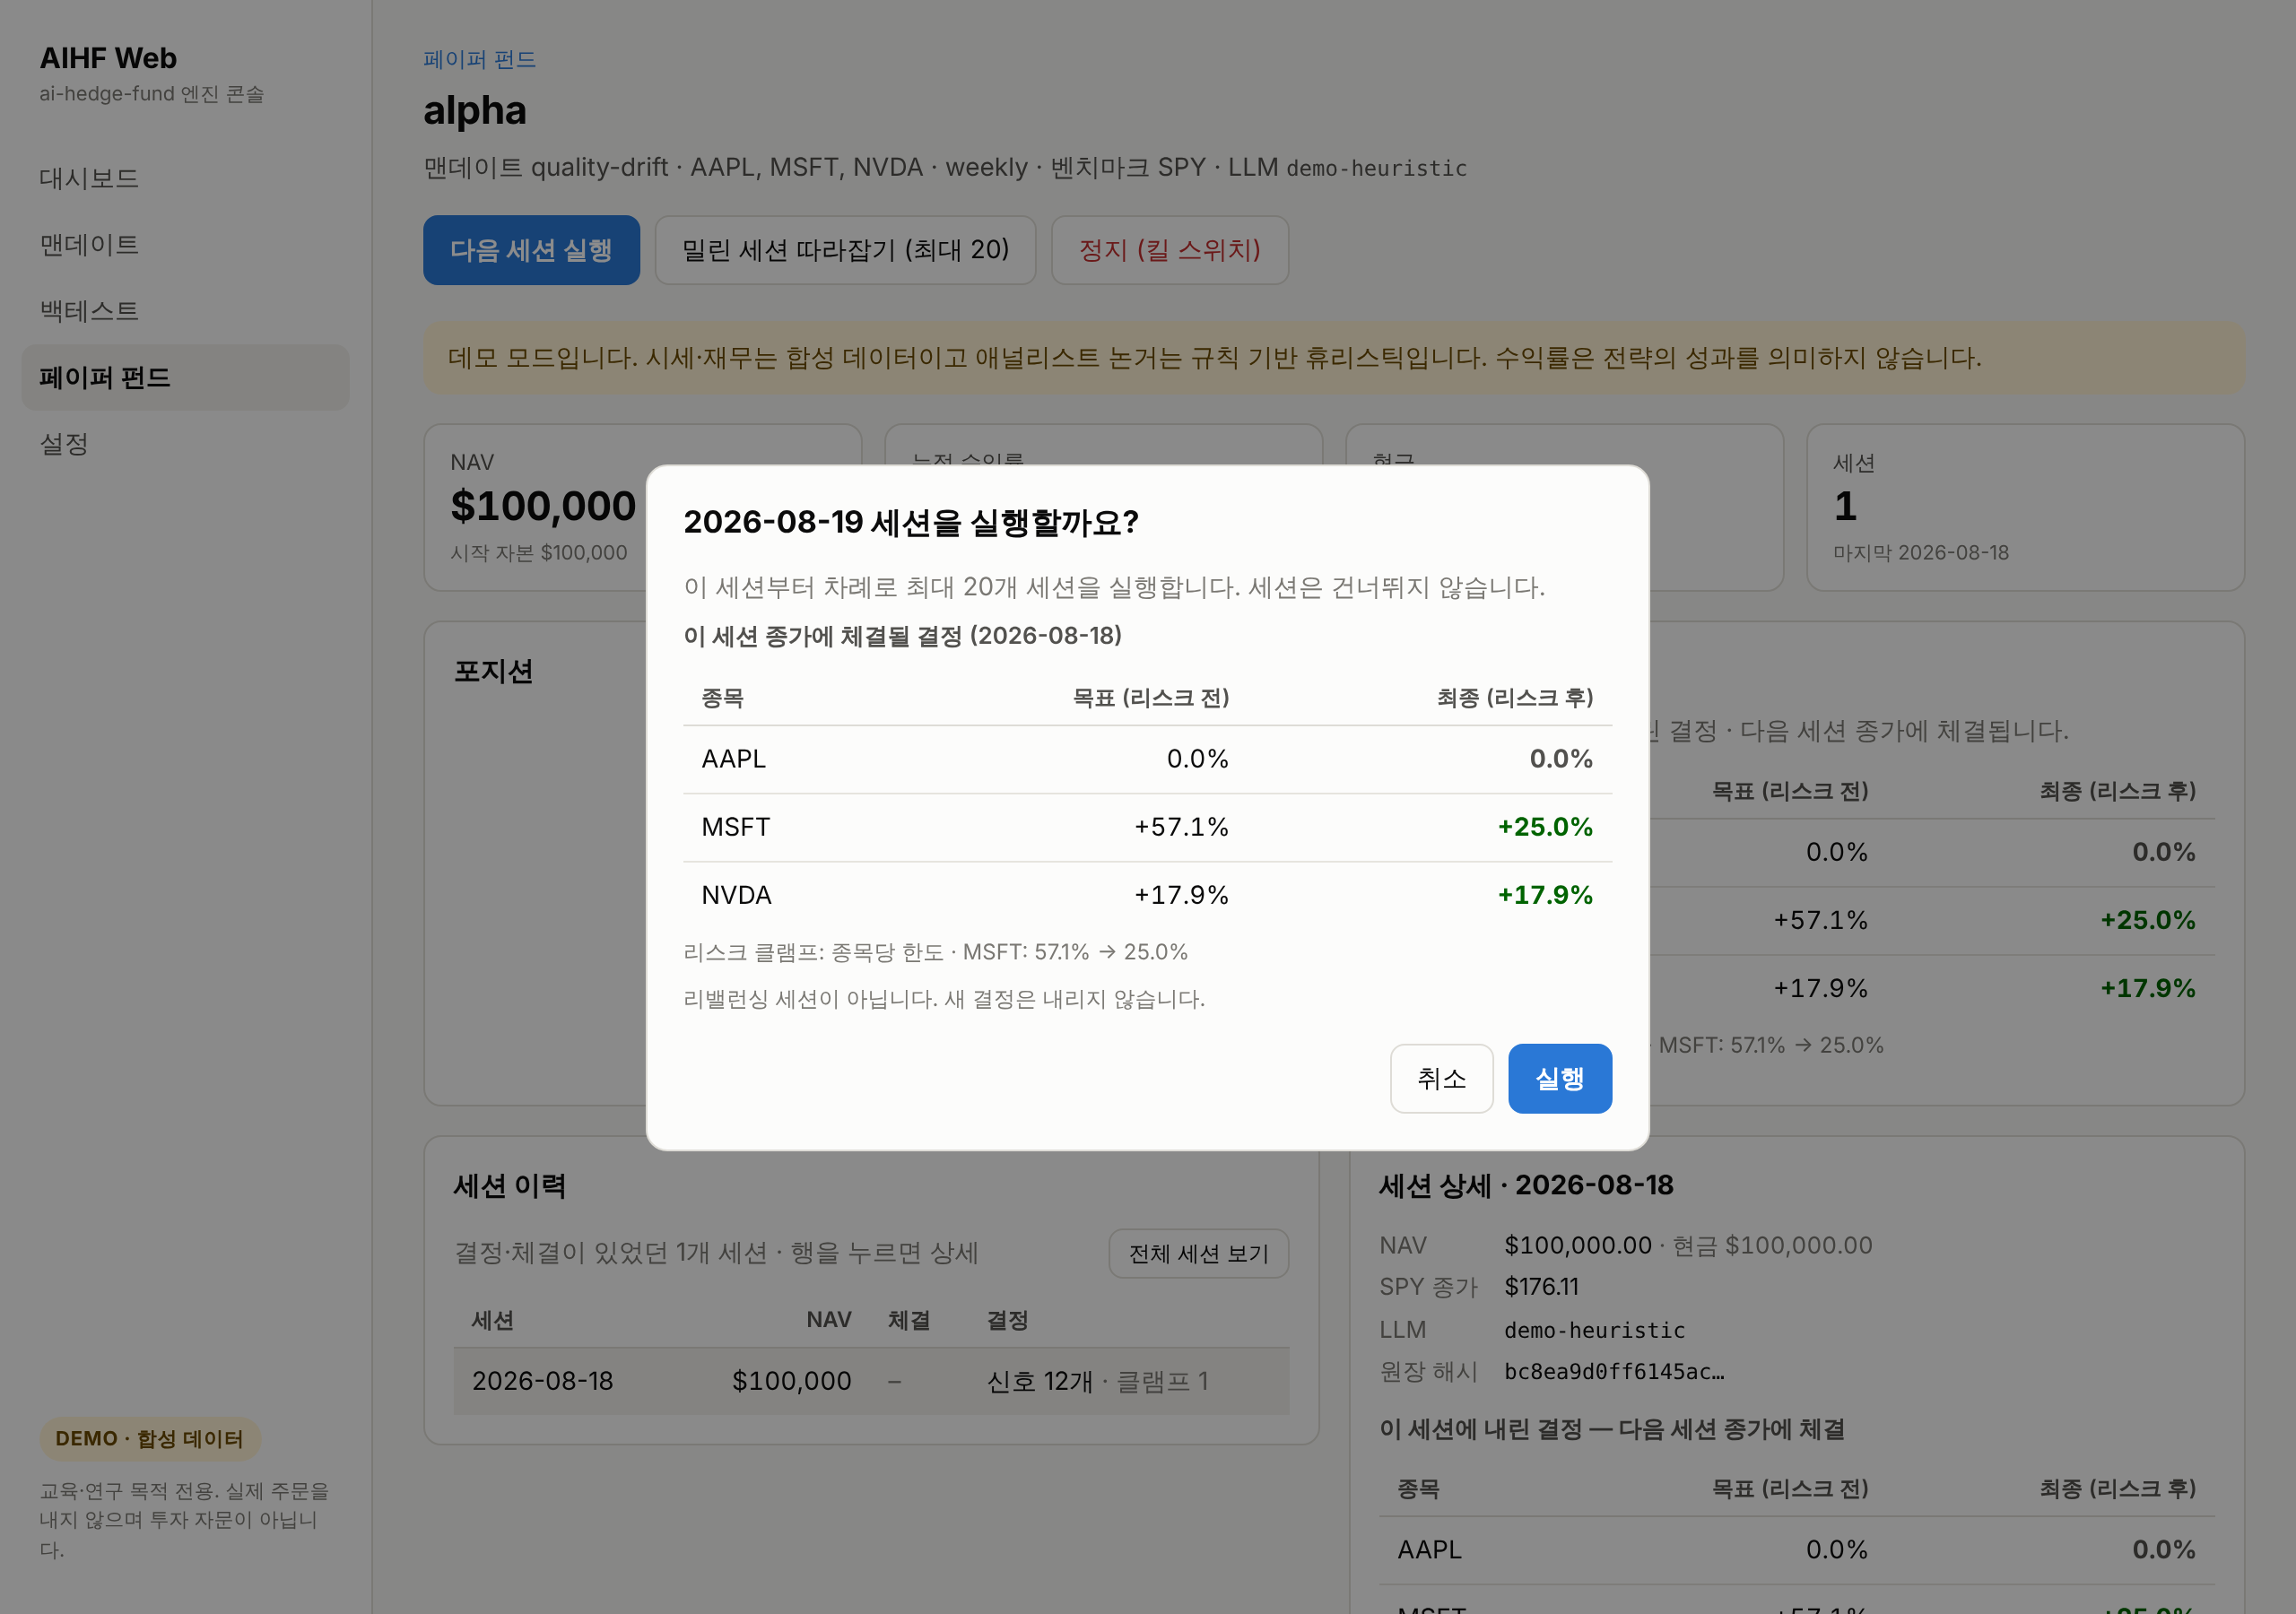 AIHF Web
ai-hedge-fund 엔진 콘솔
대시보드
맨데이트
백테스트
페이퍼 펀드
설정
DEMO · 합성 데이터
교육·연구 목적 전용. 실제 주문을
내지 않으며 투자 자문이 아닙니
다.
페이퍼 펀드
alpha
맨데이트 quality-drift · AAPL, MSFT, NVDA · weekly · 벤치마크 SPY · LLM demo-heuristic
다음 세션 실행
밀린 세션 따라잡기 (최대 20)
정지 (킬 스위치)
데모 모드입니다. 시세·재무는 합성 데이터이고 애널리스트 논거는 규칙 기반 휴리스틱입니다. 수익률은 전략의 성과를 의미하지 않습니다.
NAV
$100,000
시작 자본 $100,000
누적 수익률
현금
세션
1
마지막 2026-08-18
2026-08-19 세션을 실행할까요?
이 세션부터 차례로 최대 20개 세션을 실행합니다. 세션은 건너뛰지 않습니다.
이 세션 종가에 체결될 결정 (2026-08-18)
종목 목표 (리스크 전) 최종 (리스크 후)
AAPL 0.0% 0.0%
MSFT +57.1% +25.0%
NVDA +17.9% +17.9%
리스크 클램프: 종목당 한도 · MSFT: 57.1% → 25.0%
리밸런싱 세션이 아닙니다. 새 결정은 내리지 않습니다.
취소
실행
포지션
결정 · 다음 세션 종가에 체결됩니다.
목표 (리스크 전) 최종 (리스크 후)
0.0% 0.0%
+57.1% +25.0%
+17.9% +17.9%
· MSFT: 57.1% → 25.0%
세션 이력
결정·체결이 있었던 1개 세션 · 행을 누르면 상세
전체 세션 보기
세션 NAV 체결 결정
2026-08-18 $100,000 – 신호 12개 · 클램프 1
세션 상세 · 2026-08-18
NAV $100,000.00 · 현금 $100,000.00
SPY 종가 $176.11
LLM demo-heuristic
원장 해시 bc8ea9d0ff6145ac…
이 세션에 내린 결정 — 다음 세션 종가에 체결
종목 목표 (리스크 전) 최종 (리스크 후)
AAPL 0.0% 0.0%
MSFT +57.1% +25.0%